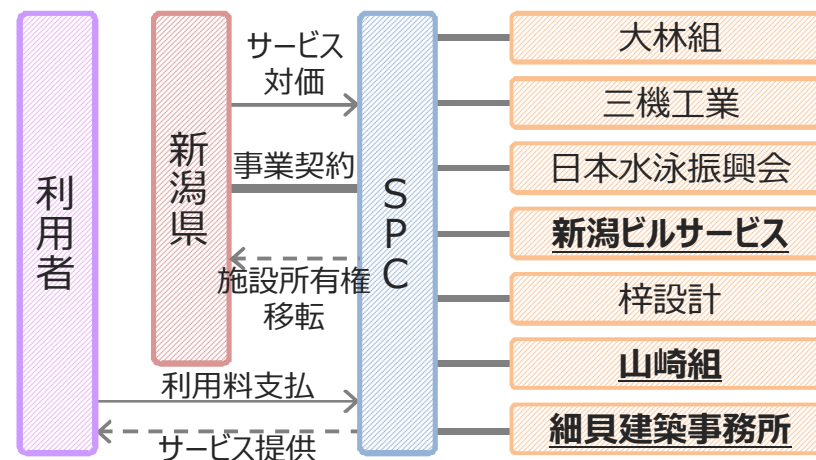 利用者
新潟県
サービス
対価
事業契約
施設所有権
移転
利用料支払
サービス提供
SPC
大林組
三機工業
日本水泳振興会
新潟ビルサービス
梓設計
山崎組
細貝建築事務所